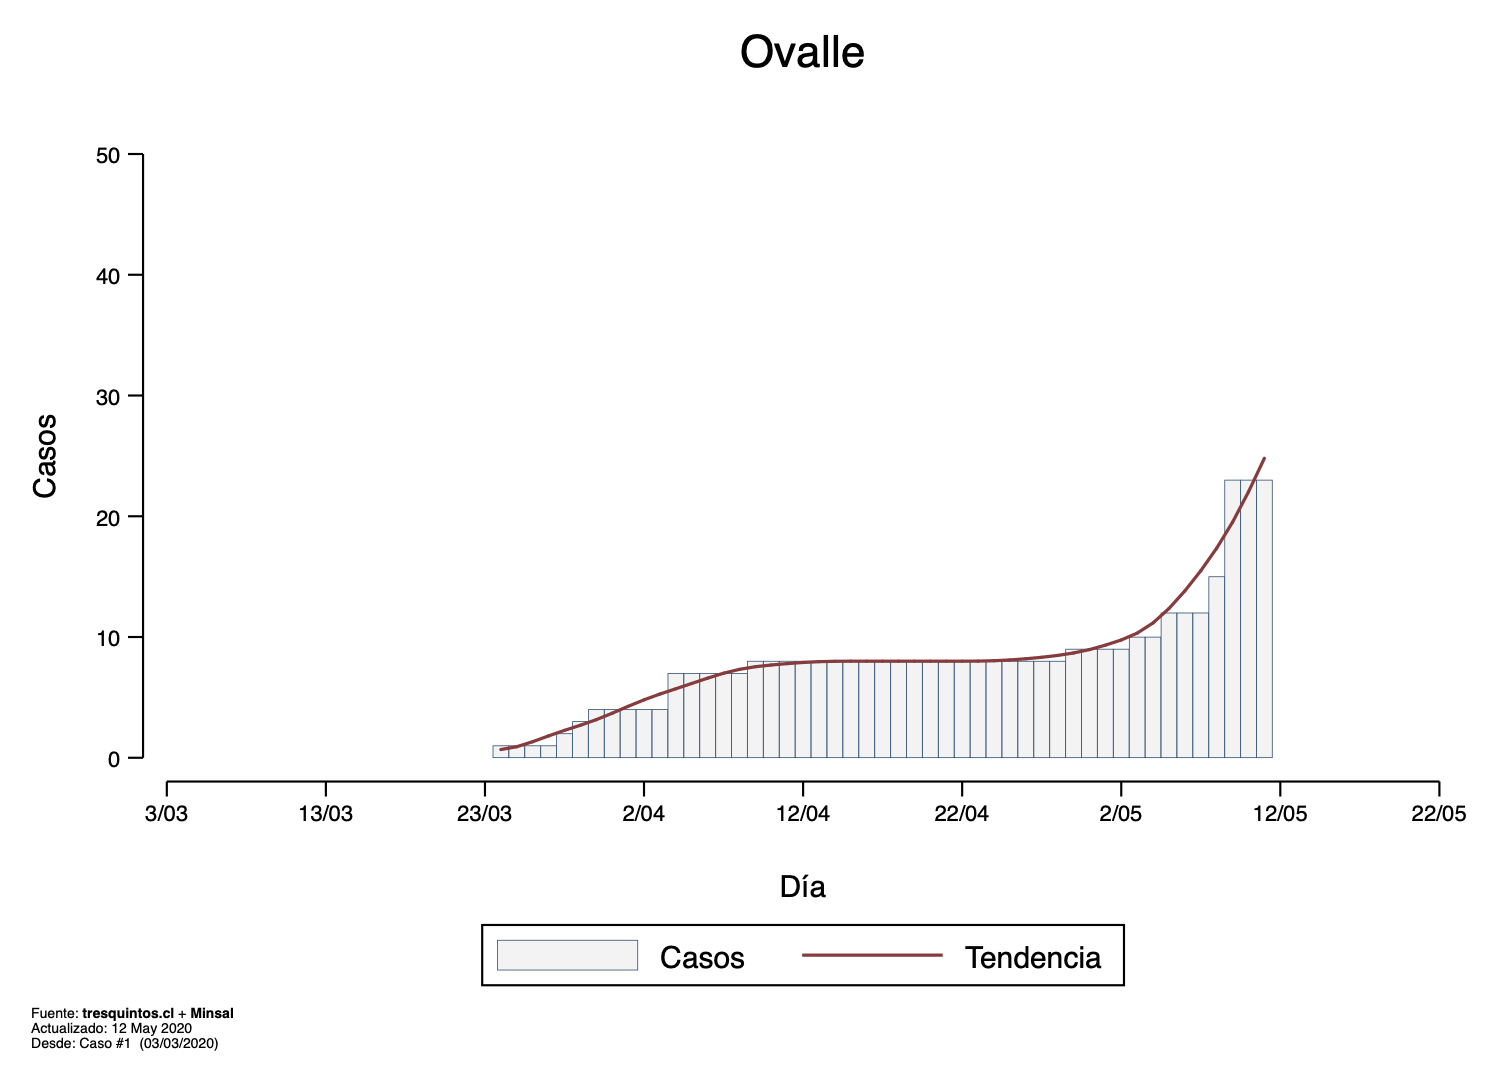 Ovalle
50
40
30
20
10
0
Casos
3/03 13/03 23/03 2/04 12/04 22/04 2/05 12/05 22/05
Día
Casos Tendencia
Fuente: tresquintos.cl + Minsal
Actualizado: 12 May 2020
Desde: Caso #1 (03/03/2020)